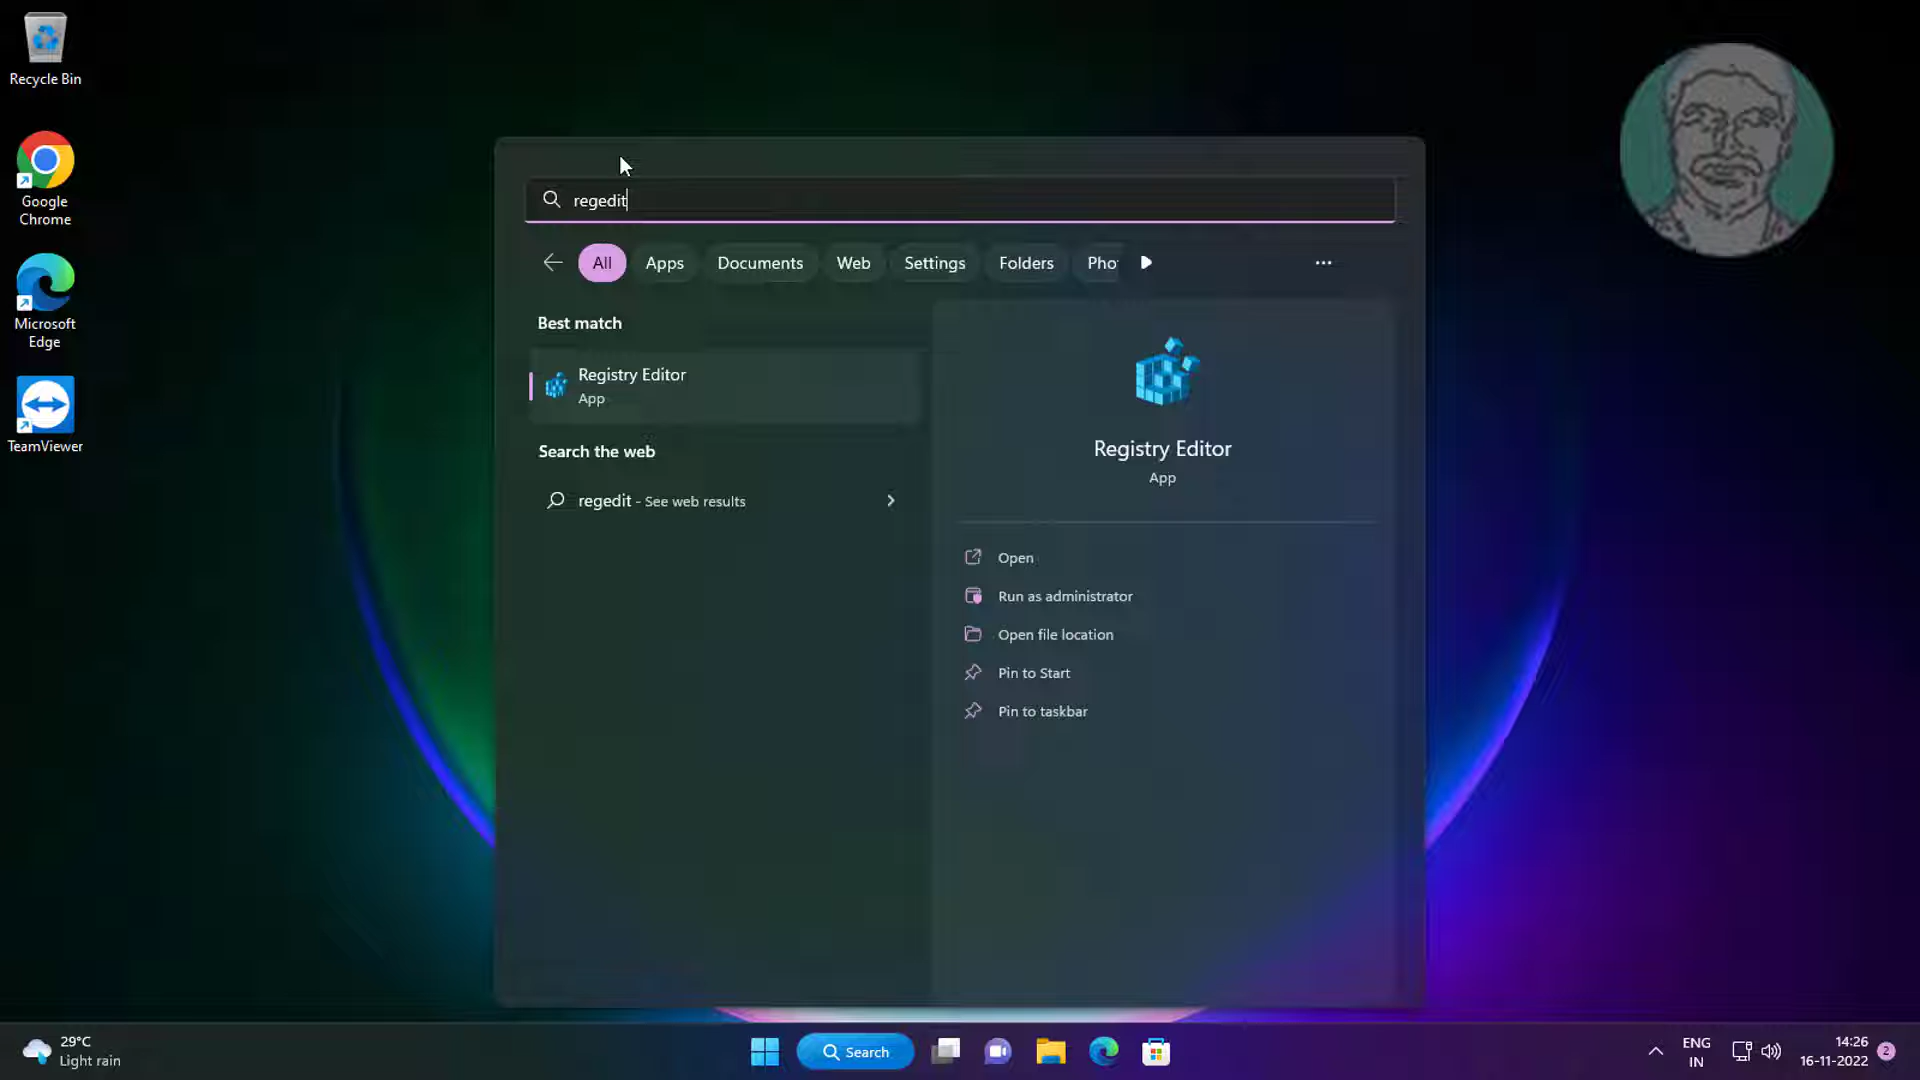 Recycle Bin
Google
Chrome
Microsoft
Edge
TeamViewer
regedit
All Apps Documents Web Settings Folders Pho
Best match
Registry Editor
App
Search the web
regedit - See web results
Registry Editor
App
Open
Run as administrator
Open file location
Pin to Start
Pin to taskbar
29°C
Light rain
Search
ENG
IN
14:26
16-11-2022
2